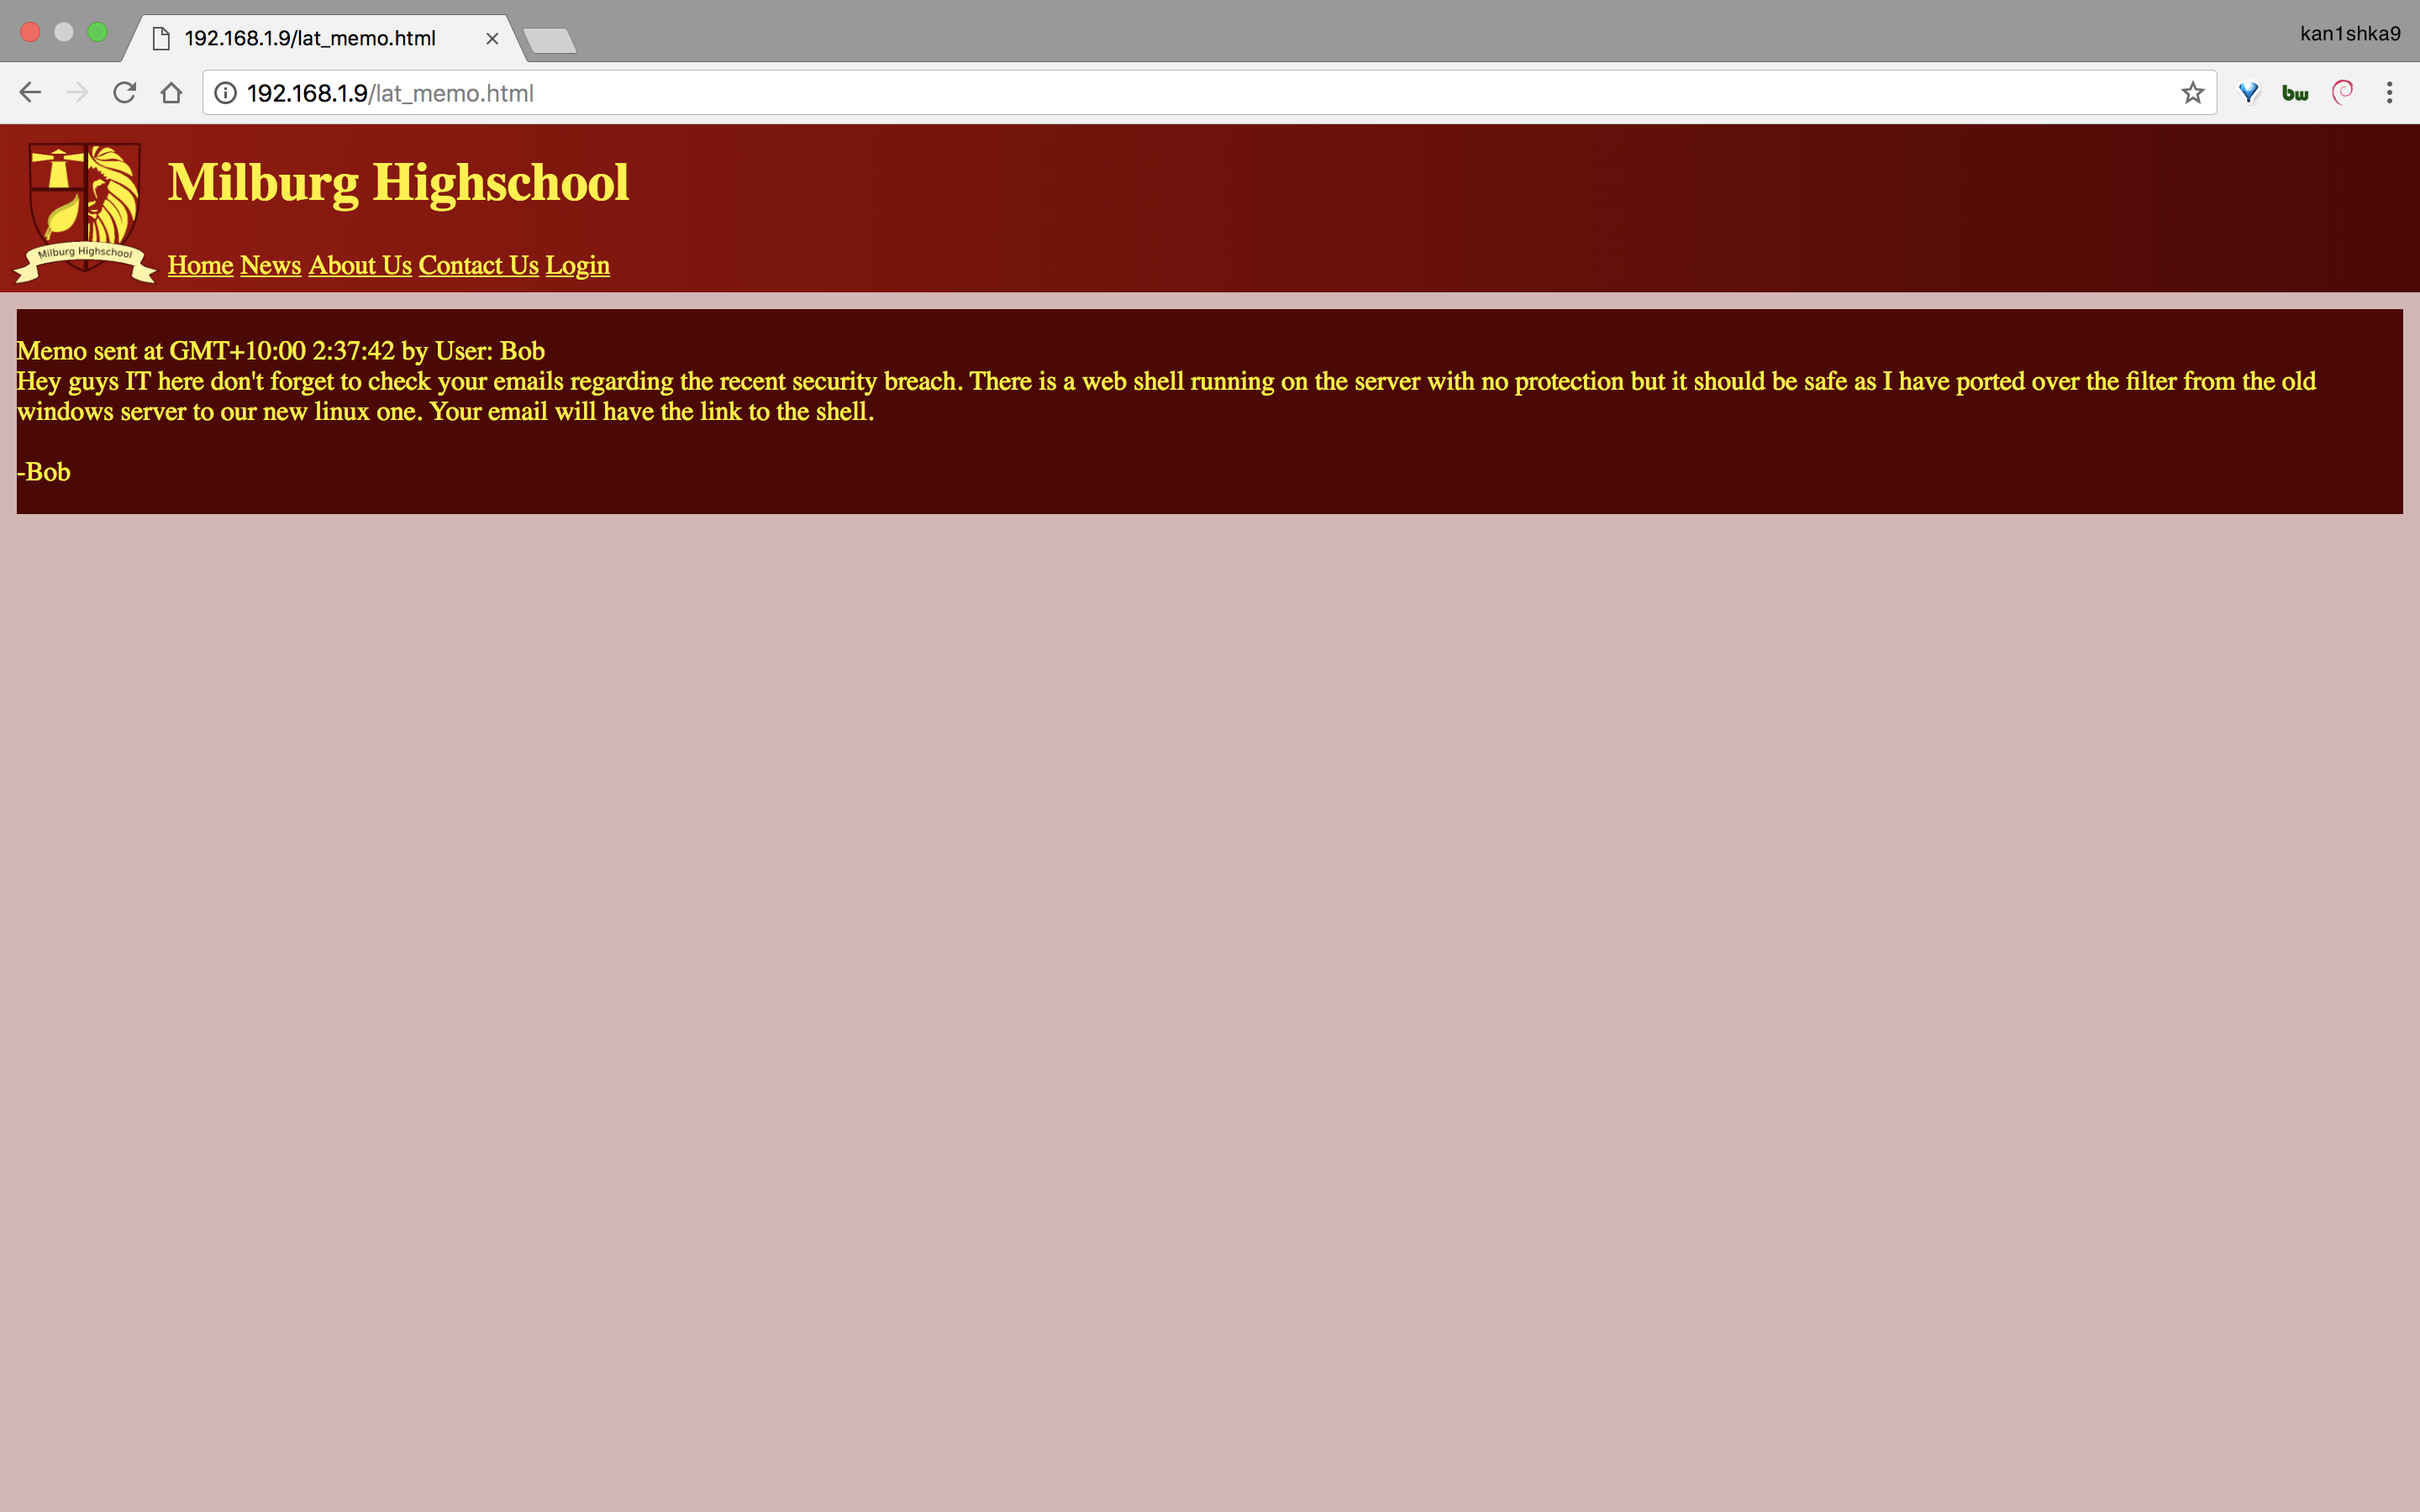 192.168.1.9/lat_memo.html
kan1shka9
192.168.1.9/lat_memo.html
bw
Milburg Highschool
Milburg Highschool
Home News About Us Contact Us Login
Memo sent at GMT+10:00 2:37:42 by User: Bob
Hey guys IT here don't forget to check your emails regarding the recent security breach. There is a web shell running on the server with no protection but it should be safe as I have ported over the filter from the old
windows server to our new linux one. Your email will have the link to the shell.
-Bob